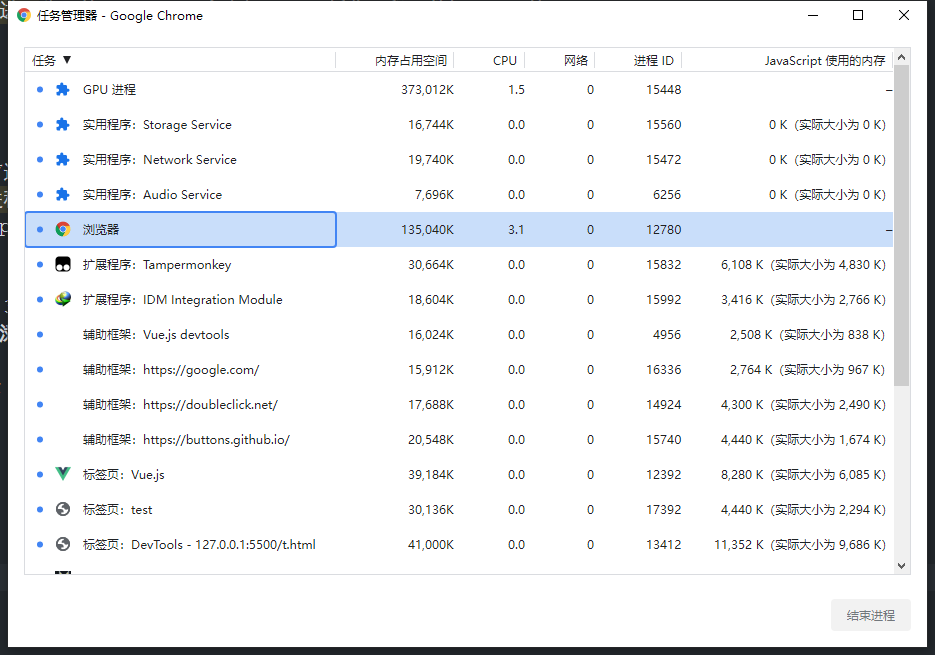 任务管理器 - Google Chrome
任务 ▼ 内存占用空间 CPU 网络 进程 ID JavaScript 使用的内存
GPU 进程 373,012K 1.5 0 15448 –
实用程序：Storage Service 16,744K 0.0 0 15560 0 K（实际大小为 0 K）
实用程序：Network Service 19,740K 0.0 0 15472 0 K（实际大小为 0 K）
实用程序：Audio Service 7,696K 0.0 0 6256 0 K（实际大小为 0 K）
浏览器 135,040K 3.1 0 12780 –
扩展程序：Tampermonkey 30,664K 0.0 0 15832 6,108 K（实际大小为 4,830 K）
扩展程序：IDM Integration Module 18,604K 0.0 0 15992 3,416 K（实际大小为 2,766 K）
辅助框架：Vue.js devtools 16,024K 0.0 0 4956 2,508 K（实际大小为 838 K）
辅助框架：https://google.com/ 15,912K 0.0 0 16336 2,764 K（实际大小为 967 K）
辅助框架：https://doubleclick.net/ 17,688K 0.0 0 14924 4,300 K（实际大小为 2,490 K）
辅助框架：https://buttons.github.io/ 20,548K 0.0 0 15740 4,440 K（实际大小为 1,674 K）
标签页：Vue.js 39,184K 0.0 0 12392 8,280 K（实际大小为 6,085 K）
标签页：test 30,136K 0.0 0 17392 4,440 K（实际大小为 2,294 K）
标签页：DevTools - 127.0.0.1:5500/t.html 41,000K 0.0 0 13412 11,352 K（实际大小为 9,686 K）
结束进程